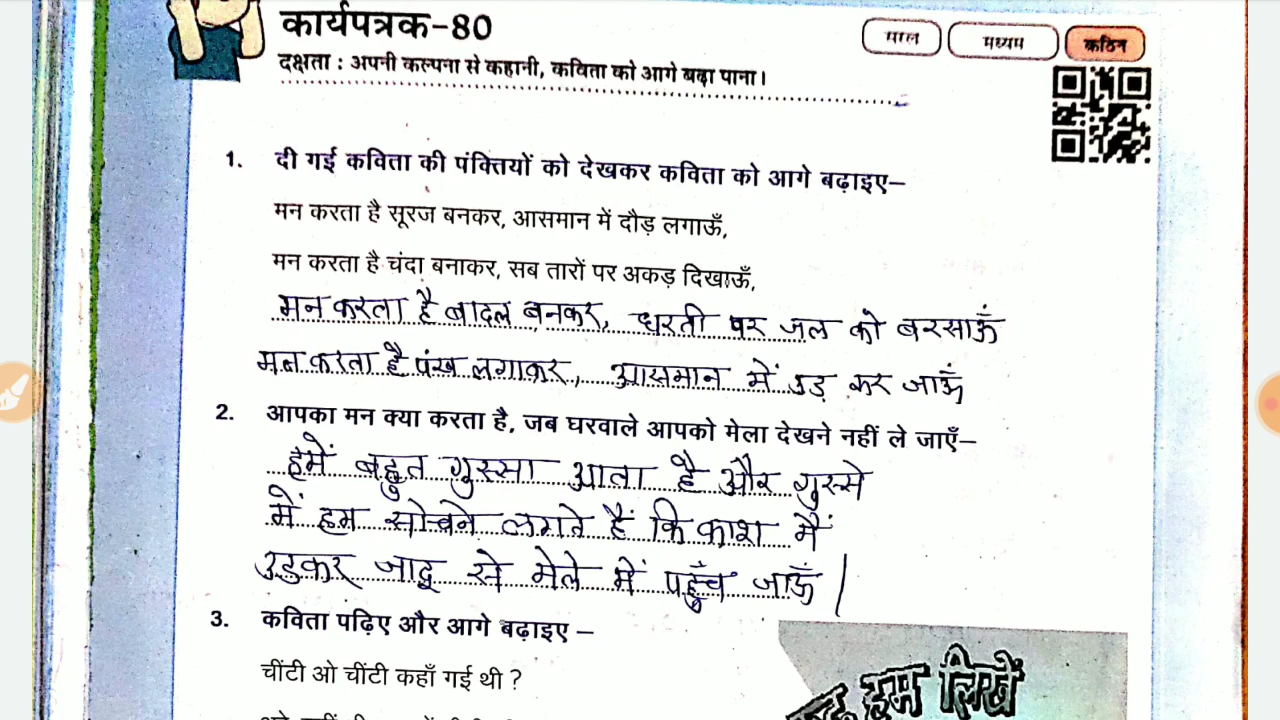 कार्यपत्रक-80
सरल मध्यम कठिन
दक्षता : अपनी कल्पना से कहानी, कविता को आगे बढ़ा पाना।
1. दी गई कविता की पंक्तियों को देखकर कविता को आगे बढ़ाइए–
मन करता है सूरज बनकर, आसमान में दौड़ लगाऊँ,
मन करता है चंदा बनाकर, सब तारों पर अकड़ दिखाऊँ,
मन करता है बादल बनकर, धरती पर जल को बरसाऊँ
मन करता है पंख लगाकर, आसमान में उड़ कर जाऊँ
2. आपका मन क्या करता है, जब घरवाले आपको मेला देखने नहीं ले जाएँ–
हमें बहुत गुस्सा आता है और गुस्से
में हम सोचने लगते हैं कि काश मैं
उड़कर जादू से मेले में पहुँच जाऊँ |
3. कविता पढ़िए और आगे बढ़ाइए –
चींटी ओ चींटी कहाँ गई थी ?
हम लिखें